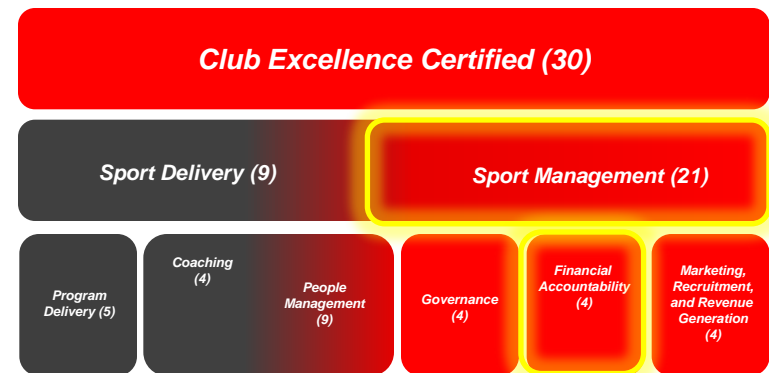 Club Excellence Certified (30)
Sport Delivery (9)
Sport Management (21)
Program
Delivery (5)
Coaching
(4)
People
Management
(9)
Governance
(4)
Financial
Accountability
(4)
Marketing,
Recruitment,
and Revenue
Generation
(4)